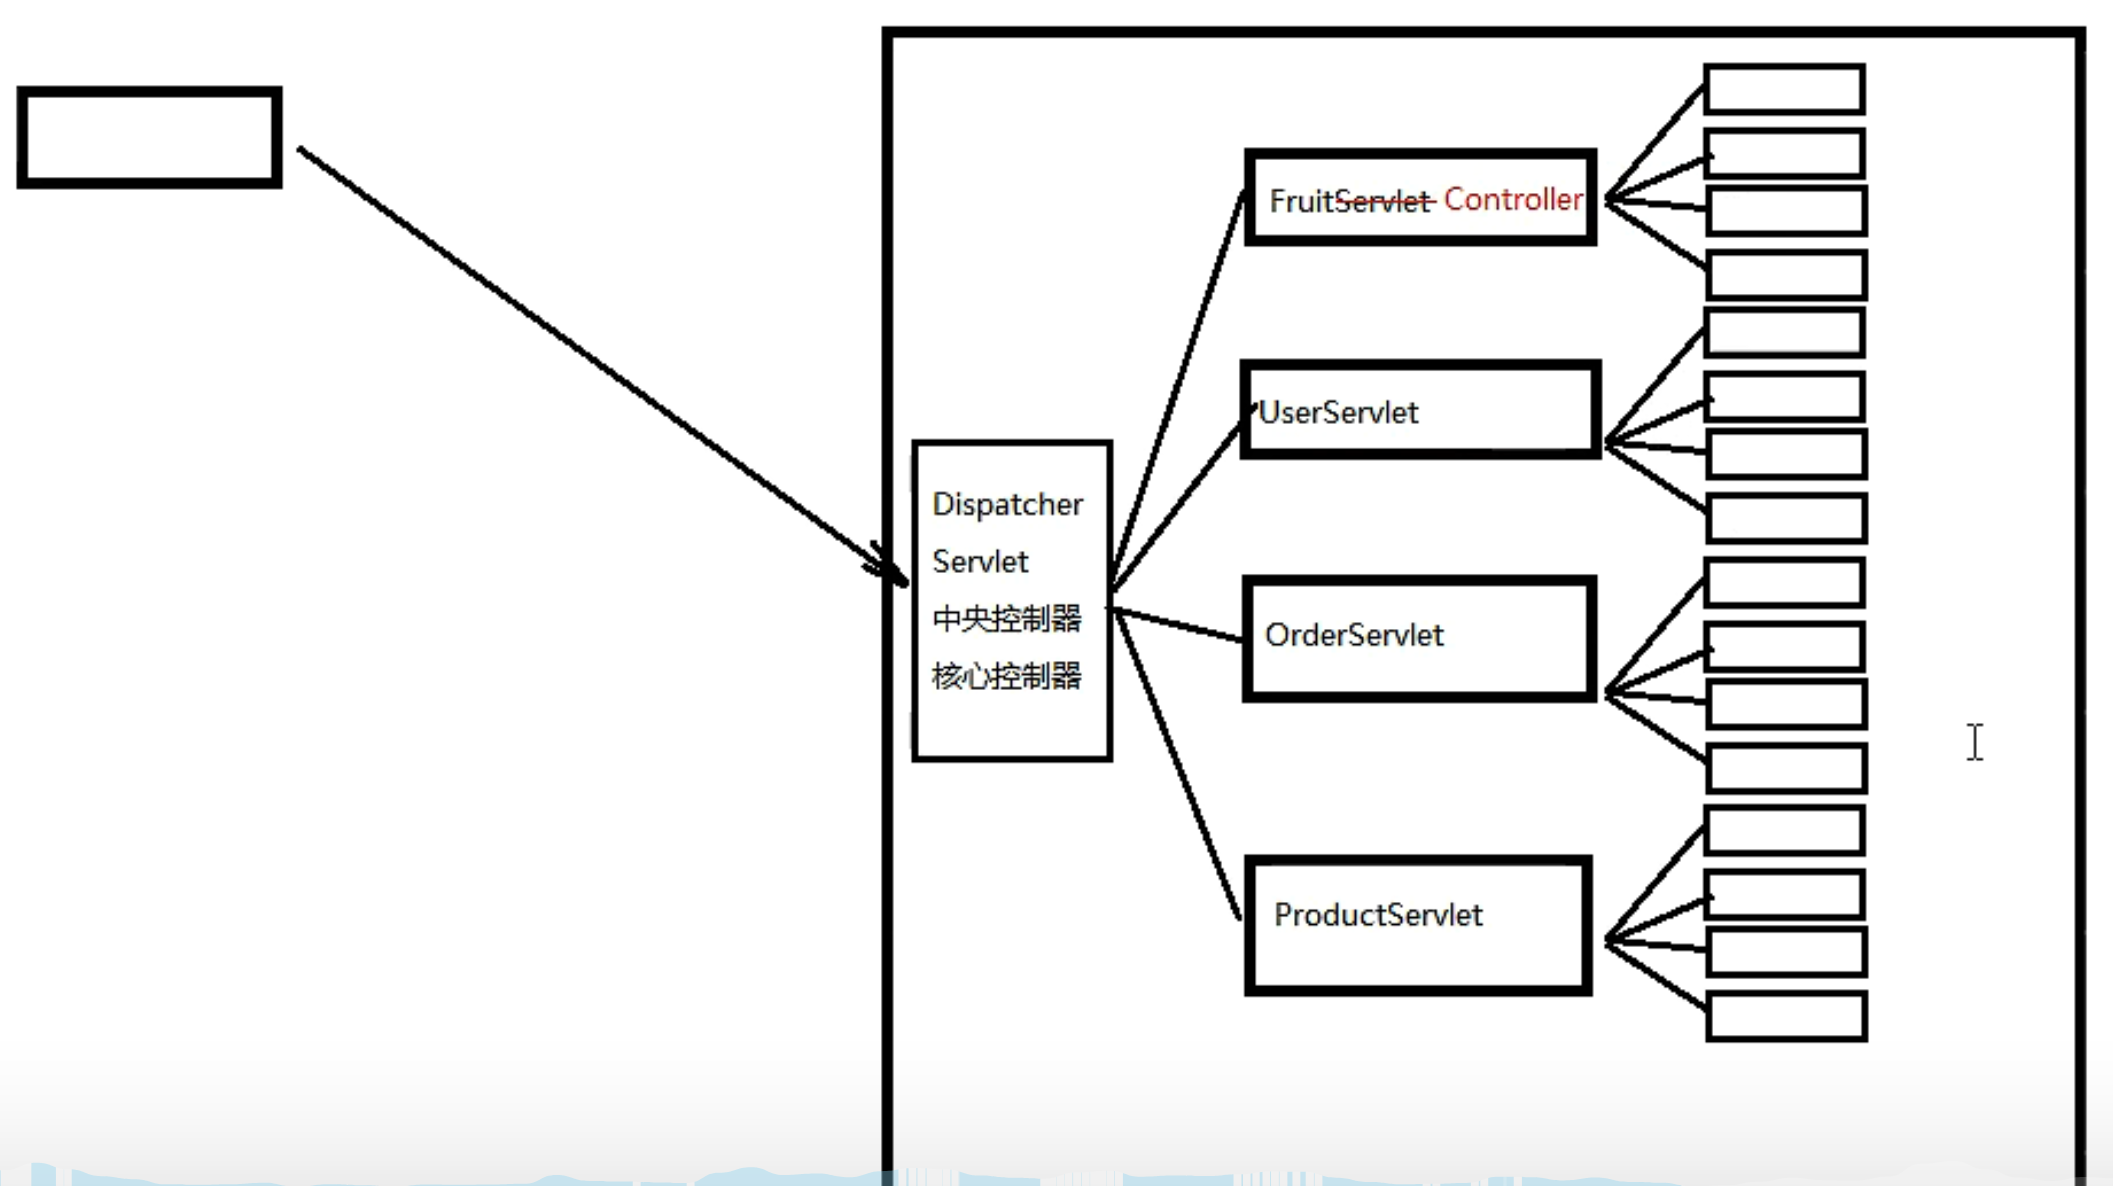 FruitServlet Controller
UserServlet
Dispatcher
Servlet
中央控制器
核心控制器
OrderServlet
ProductServlet